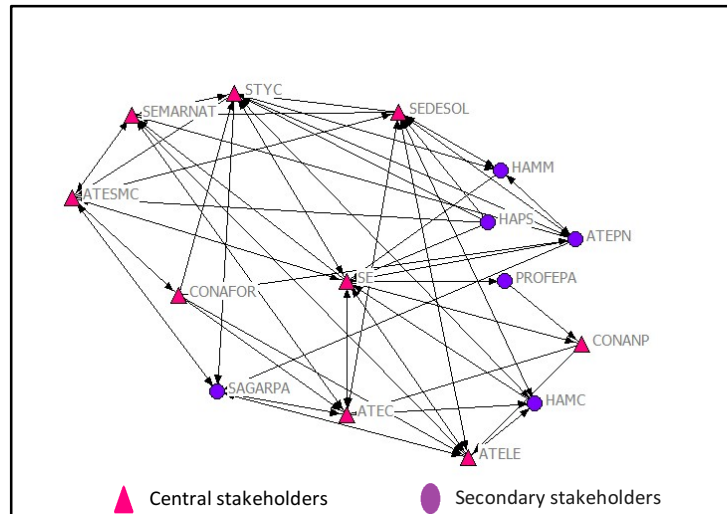 STYC
SEMARNAT
SEDESOL
HAMM
ATESMC
HAPS
ATEPN
SE
PROFEPA
CONAFOR
CONANP
SAGARPA
HAMC
ATEC
ATELE
Central stakeholders
Secondary stakeholders